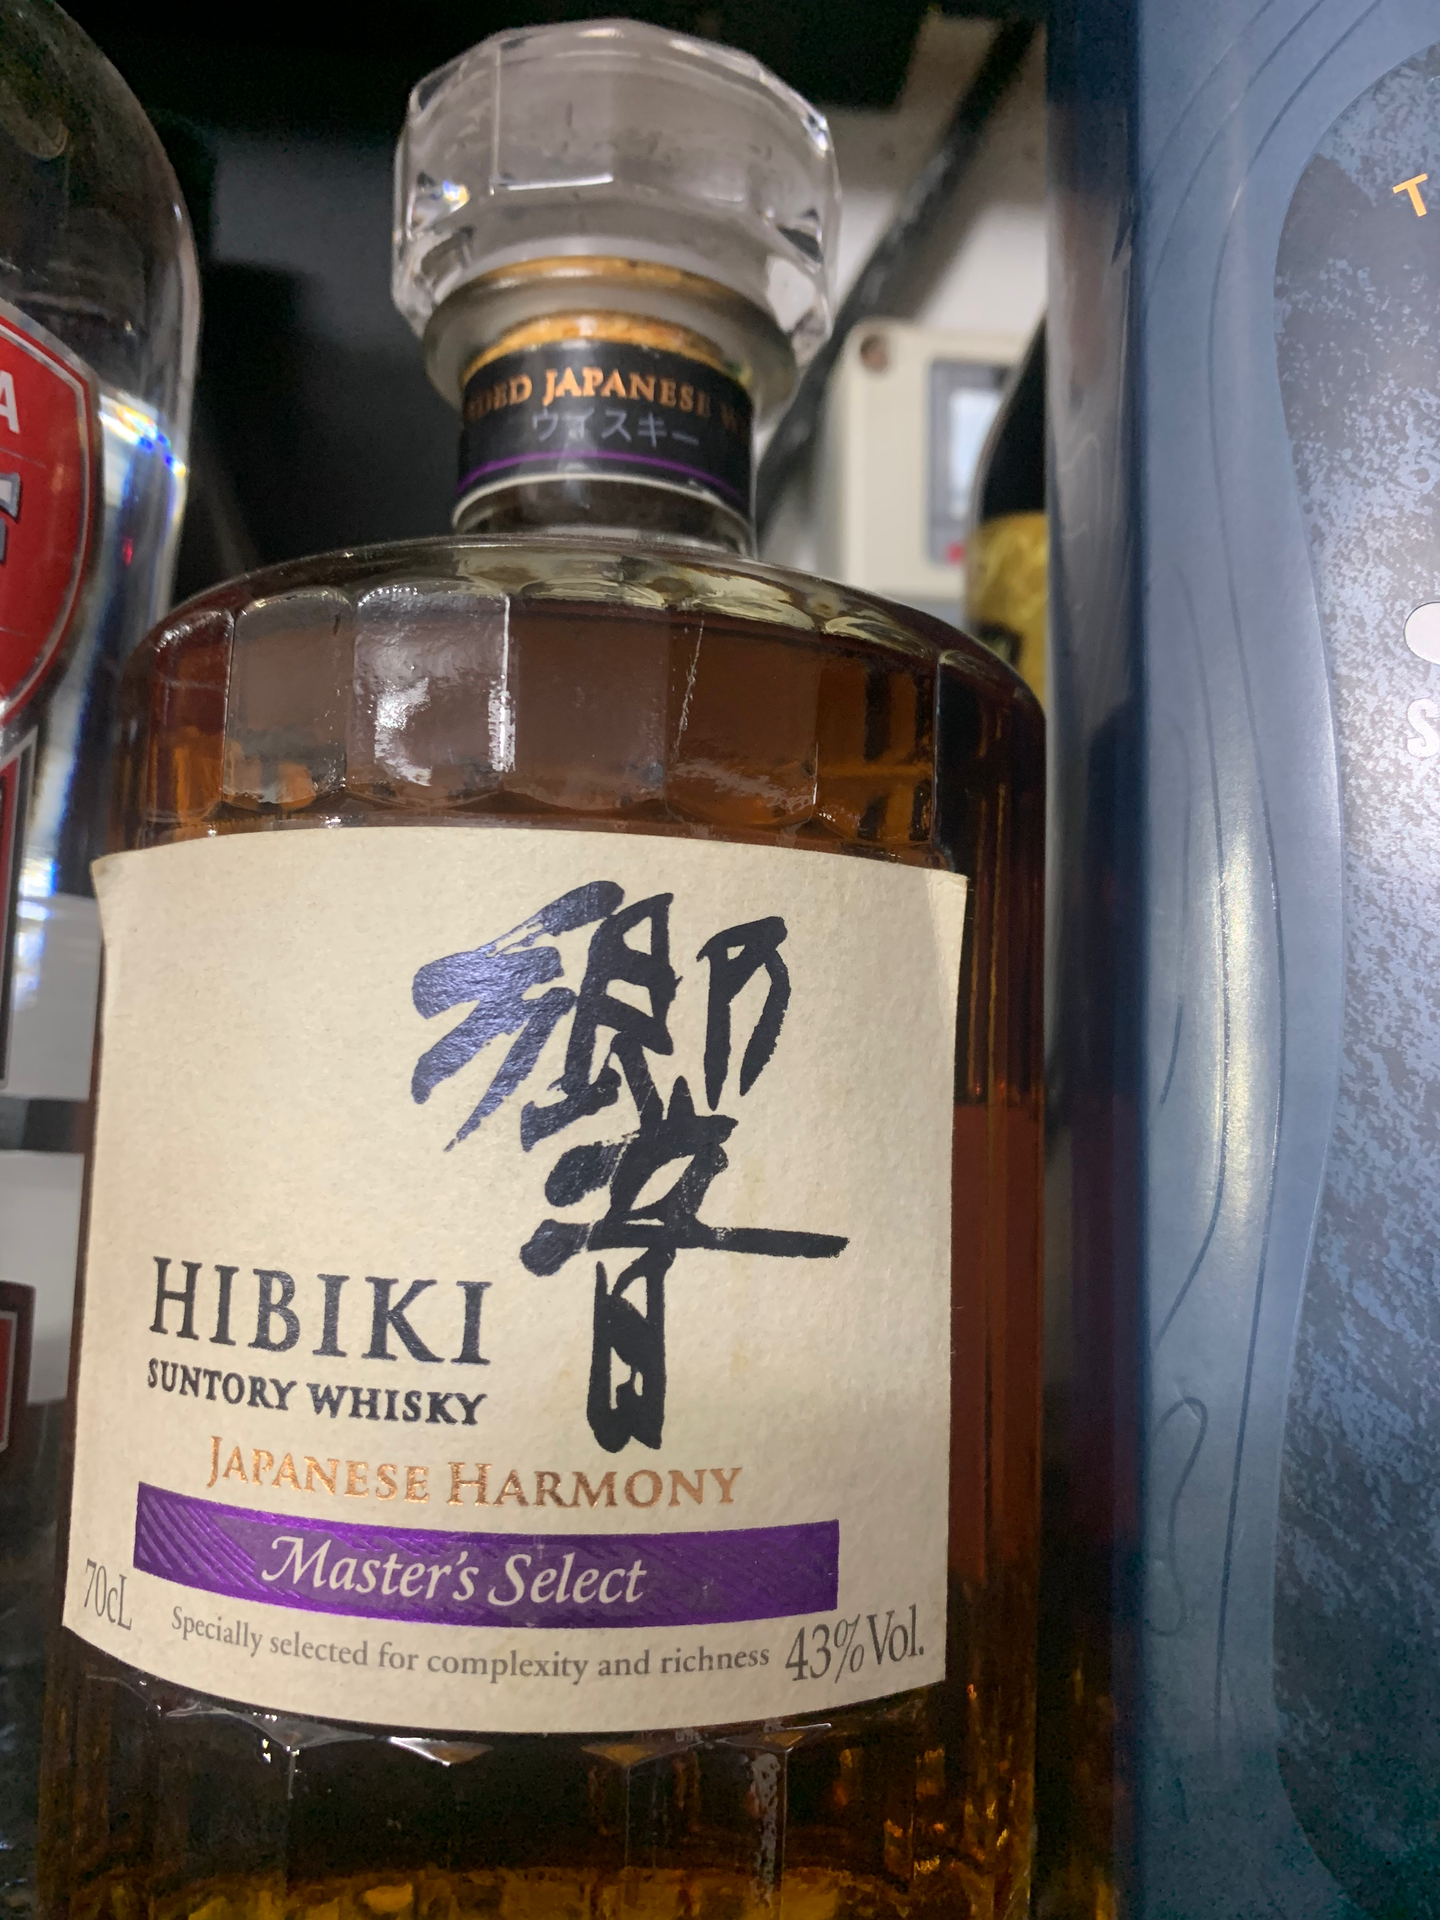 JAPANESE
ウイスキー
響
HIBIKI
SUNTORY WHISKY
JAPANESE HARMONY
Master's Select
70cL
Specially selected for complexity and richness
43%Vol.